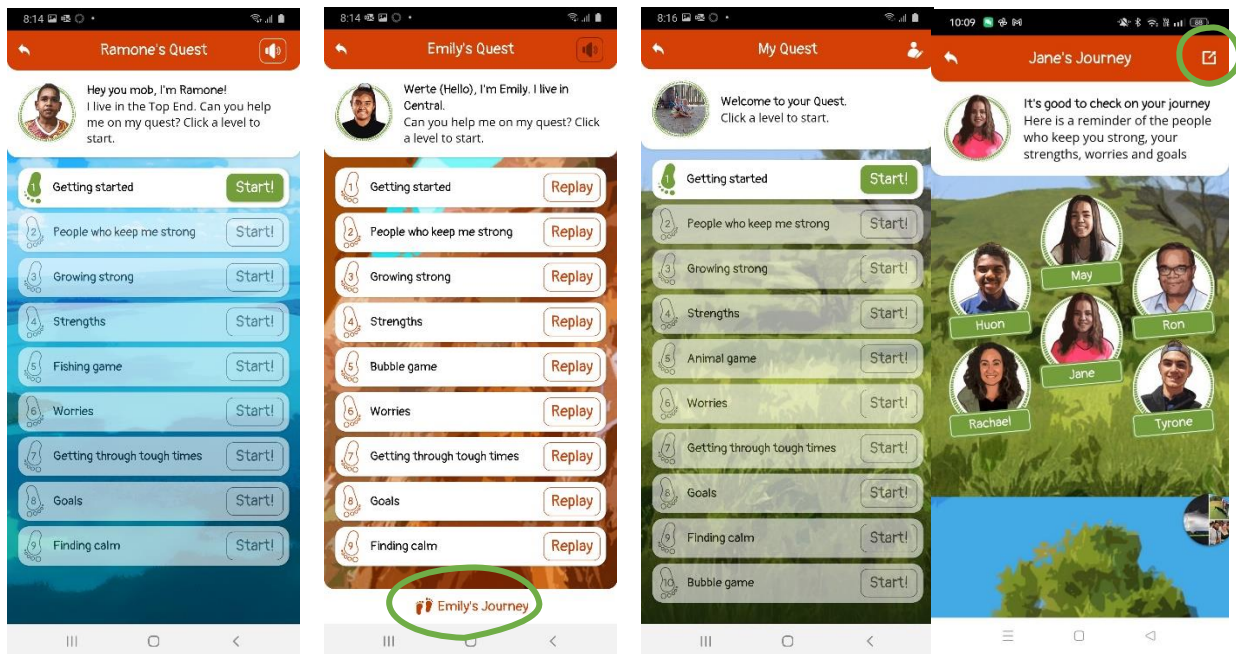 8:14
Ramone's Quest
Hey you mob, I'm Ramone!
I live in the Top End. Can you help
me on my quest? Click a level to
start.
1 Getting started Start!
2 People who keep me strong Start!
3 Growing strong Start!
4 Strengths Start!
5 Fishing game Start!
6 Worries Start!
7 Getting through tough times Start!
8 Goals Start!
9 Finding calm Start!
8:14
Emily's Quest
Werte (Hello), I'm Emily. I live in
Central.
Can you help me on my quest? Click
a level to start.
1 Getting started Replay
2 People who keep me strong Replay
3 Growing strong Replay
4 Strengths Replay
5 Bubble game Replay
6 Worries Replay
7 Getting through tough times Replay
8 Goals Replay
9 Finding calm Replay
Emily's Journey
8:16
My Quest
Welcome to your Quest.
Click a level to start.
1 Getting started Start!
2 People who keep me strong Start!
3 Growing strong Start!
4 Strengths Start!
5 Animal game Start!
6 Worries Start!
7 Getting through tough times Start!
8 Goals Start!
9 Finding calm Start!
10 Bubble game Start!
10:09 88
Jane's Journey
It's good to check on your journey
Here is a reminder of the people
who keep you strong, your
strengths, worries and goals
May
Huon
Ron
Jane
Rachael
Tyrone